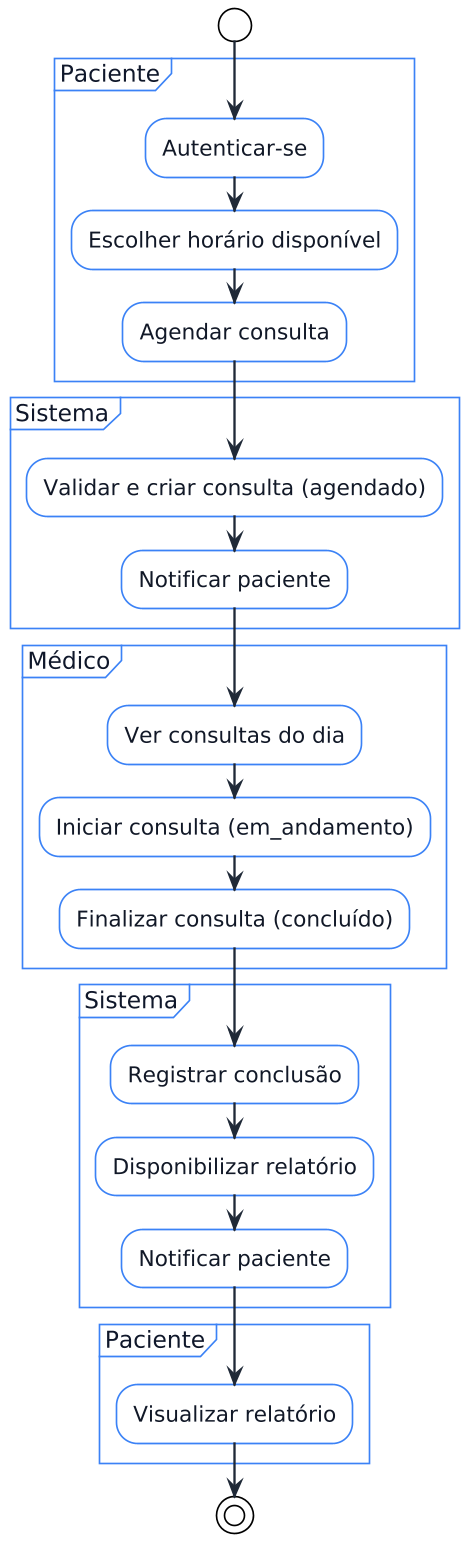 Paciente
Autenticar-se
Escolher horário disponível
Agendar consulta
Sistema
Validar e criar consulta (agendado)
Notificar paciente
Médico
Ver consultas do dia
Iniciar consulta (em_andamento)
Finalizar consulta (concluído)
Sistema
Registrar conclusão
Disponibilizar relatório
Notificar paciente
Paciente
Visualizar relatório